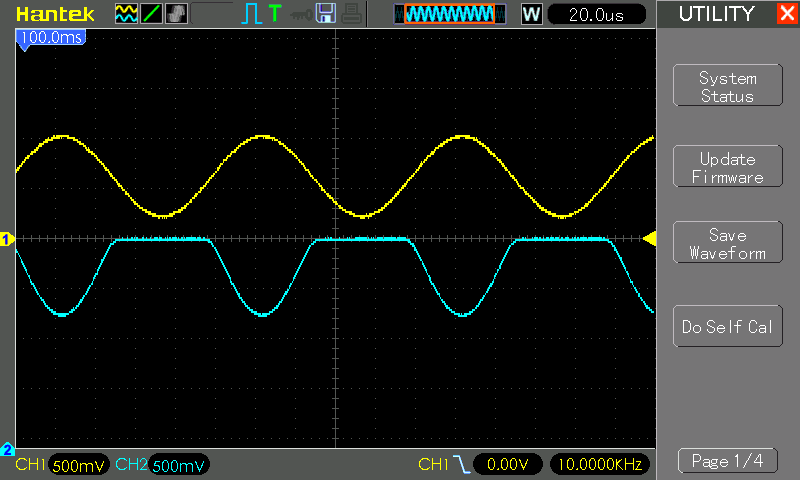 Hantek
T
W
20.0us
UTILITY
100.0ms
System
Status
Update
Firmware
1
Save
Waveform
Do Self Cal
2
CH1 500mV CH2 500mV
CH1 0.00V 10.0000KHz
Page 1/4